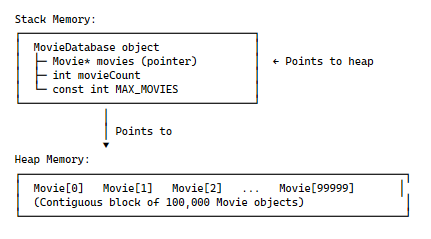 Stack Memory:
MovieDatabase object
Movie* movies (pointer) ← Points to heap
int movieCount
const int MAX_MOVIES
Points to
Heap Memory:
Movie[0] Movie[1] Movie[2] ... Movie[99999]
(Contiguous block of 100,000 Movie objects)